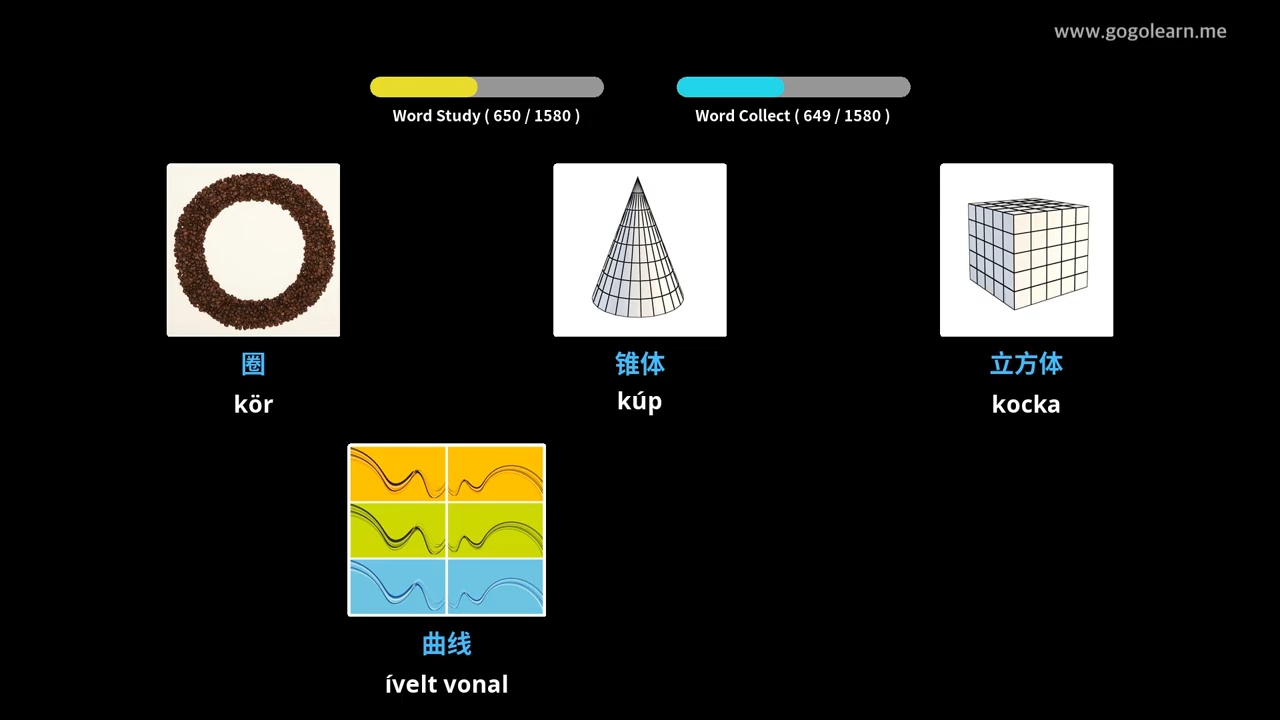 www.gogolearn.me
Word Study ( 650 / 1580 )
Word Collect ( 649 / 1580 )
圈
锥体
立方体
kör
kúp
kocka
曲线
ívelt vonal